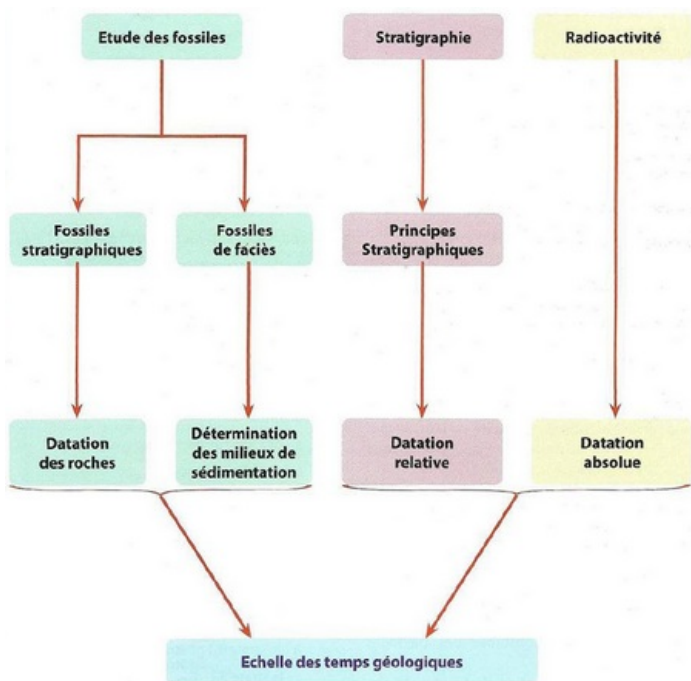 Etude des fossiles
Stratigraphie
Radioactivité
Fossiles
stratigraphiques
Fossiles
de faciès
Principes
Stratigraphiques
Datation
des roches
Détermination
des milieux de
sédimentation
Datation
relative
Datation
absolue
Echelle des temps géologiques